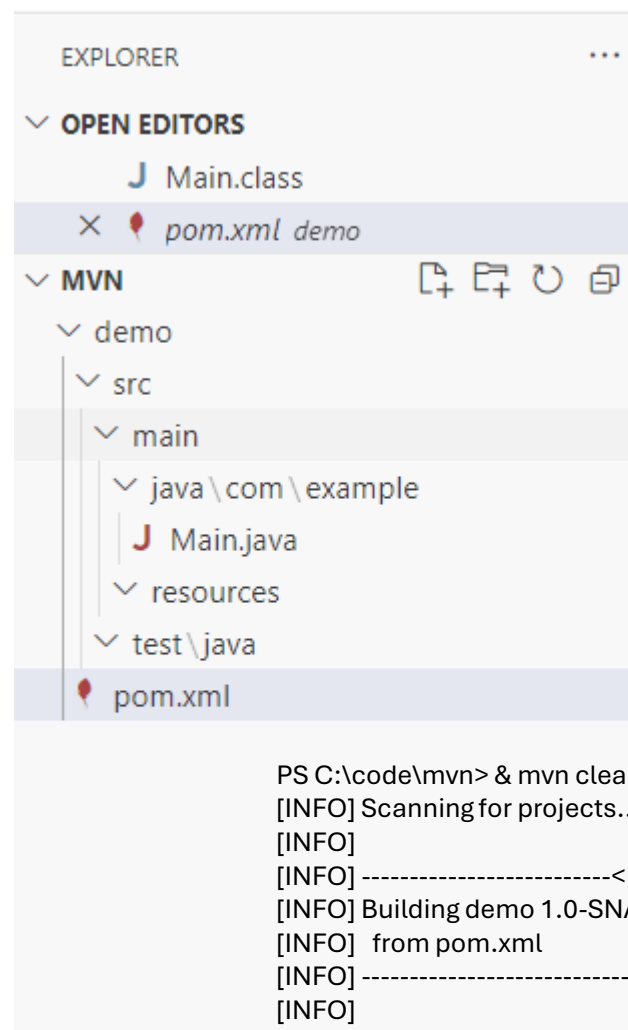 EXPLORER ...
OPEN EDITORS
J Main.class
pom.xml demo
MVN
demo
src
main
java\com\example
J Main.java
resources
test\java
pom.xml
PS C:\code\mvn> & mvn clea
[INFO] Scanning for projects..
[INFO]
[INFO] --------------------------<
[INFO] Building demo 1.0-SNA
[INFO] from pom.xml
[INFO] ----------------------------
[INFO]